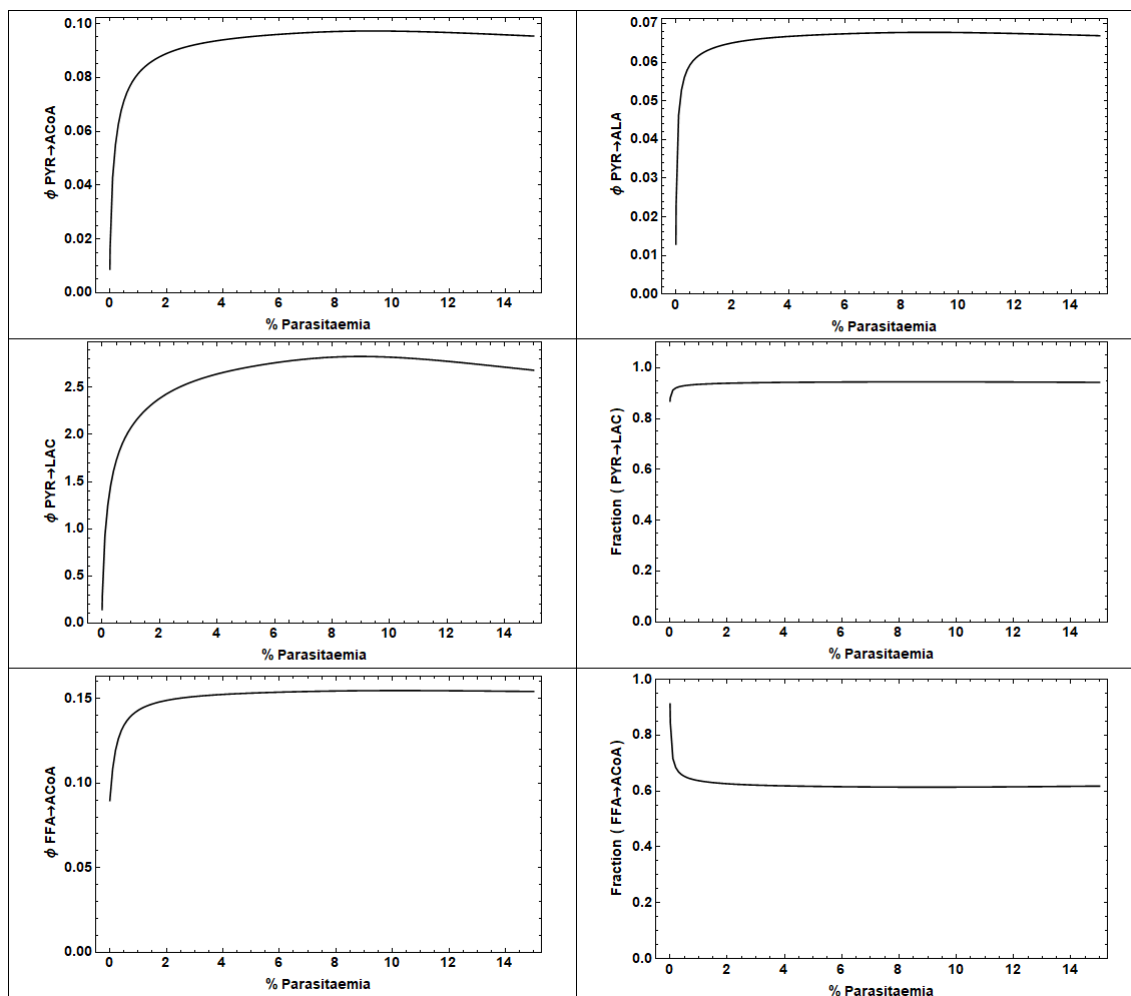 0.10
0.08
0.06
0.04
0.02
0.00
ϕ PYR→ACoA
0 2 4 6 8 10 12 14
% Parasitaemia
0.07
0.06
0.05
0.04
0.03
0.02
0.01
0.00
ϕ PYR→ALA
0 2 4 6 8 10 12 14
% Parasitaemia
2.5
2.0
1.5
1.0
0.5
0.0
ϕ PYR→LAC
0 2 4 6 8 10 12 14
% Parasitaemia
1.0
0.8
0.6
0.4
0.2
0.0
Fraction ( PYR→LAC)
0 2 4 6 8 10 12 14
% Parasitaemia
0.15
0.10
0.05
0.00
ϕ FFA→ACoA
0 2 4 6 8 10 12 14
% Parasitaemia
1.0
0.8
0.6
0.4
0.2
0.0
Fraction ( FFA→ACoA)
0 2 4 6 8 10 12 14
% Parasitaemia